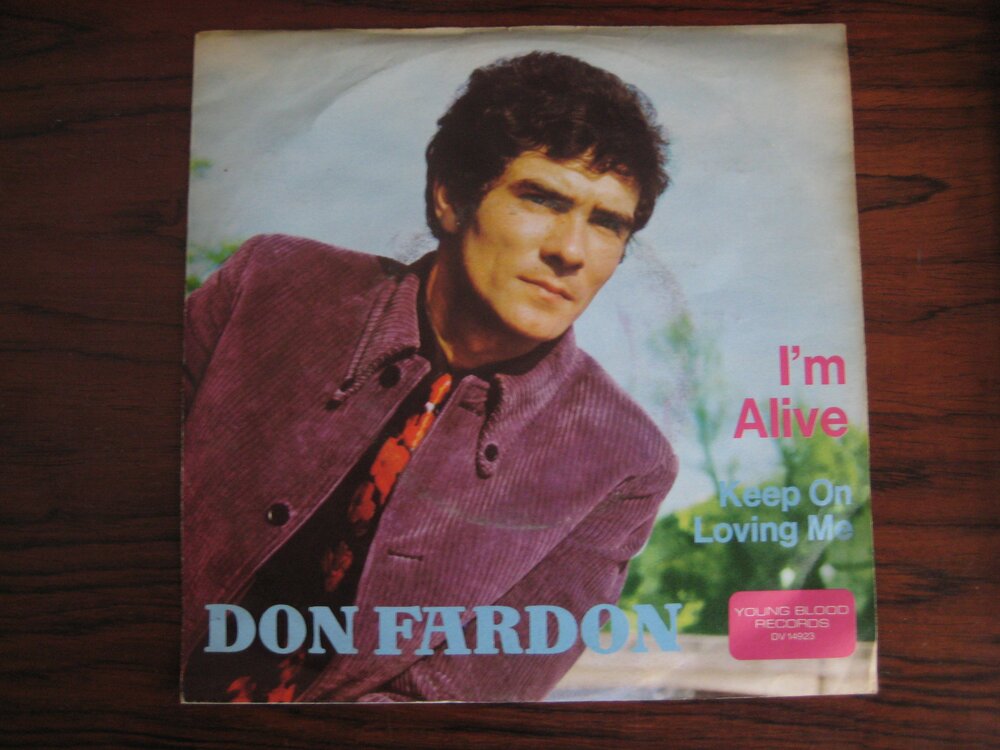 I'm
Alive
Keep On
Loving Me
DON FARDON
YOUNG BLOOD
RECORDS
DV 14923